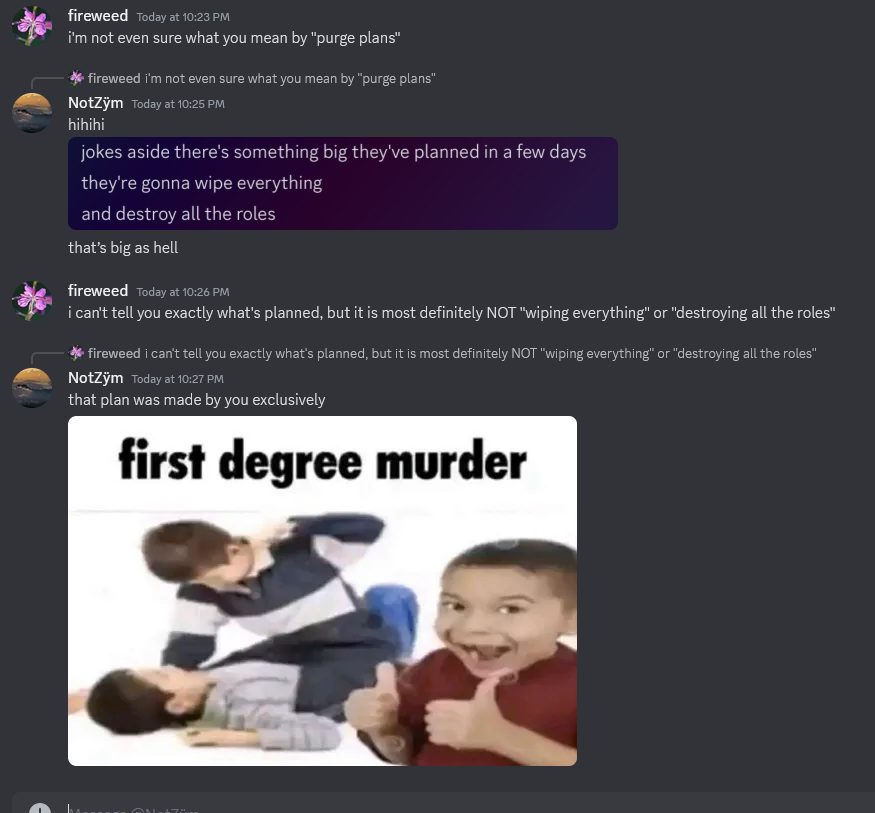 fireweed Today at 10:23 PM
i'm not even sure what you mean by "purge plans"
fireweed i'm not even sure what you mean by "purge plans"
NotZÿm Today at 10:25 PM
hihihi
jokes aside there's something big they've planned in a few days
they're gonna wipe everything
and destroy all the roles
that's big as hell
fireweed Today at 10:26 PM
i can't tell you exactly what's planned, but it is most definitely NOT "wiping everything" or "destroying all the roles"
fireweed i can't tell you exactly what's planned, but it is most definitely NOT "wiping everything" or "destroying all the roles"
NotZÿm Today at 10:27 PM
that plan was made by you exclusively
first degree murder
Message @NotZÿm